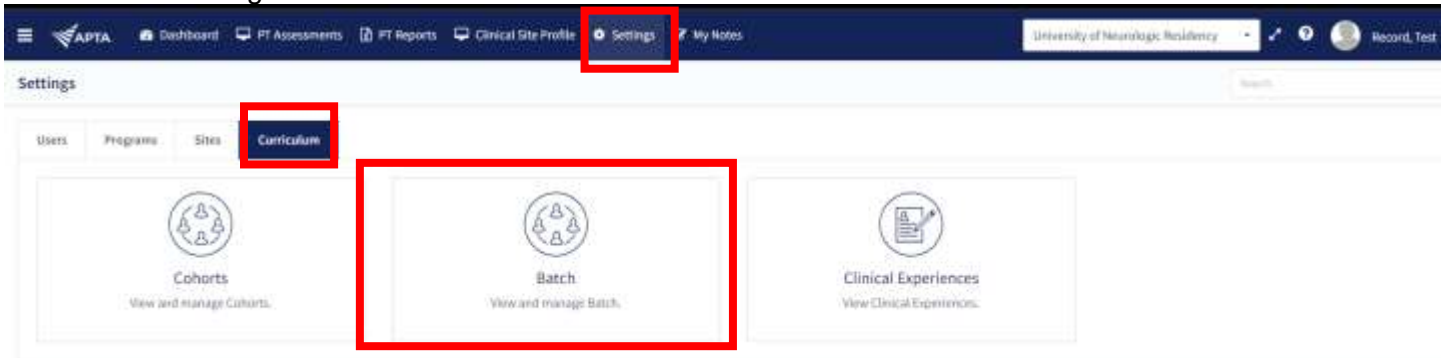 APTA Dashboard PT Assessments PT Reports Clinical Site Profile Settings My Notes University of Neurologic Residency Record, Test
Settings Search
Users Programs Sites Curriculum
Cohorts Batch Clinical Experiences
View and manage Cohorts. View and manage Batch. View Clinical Experiences.